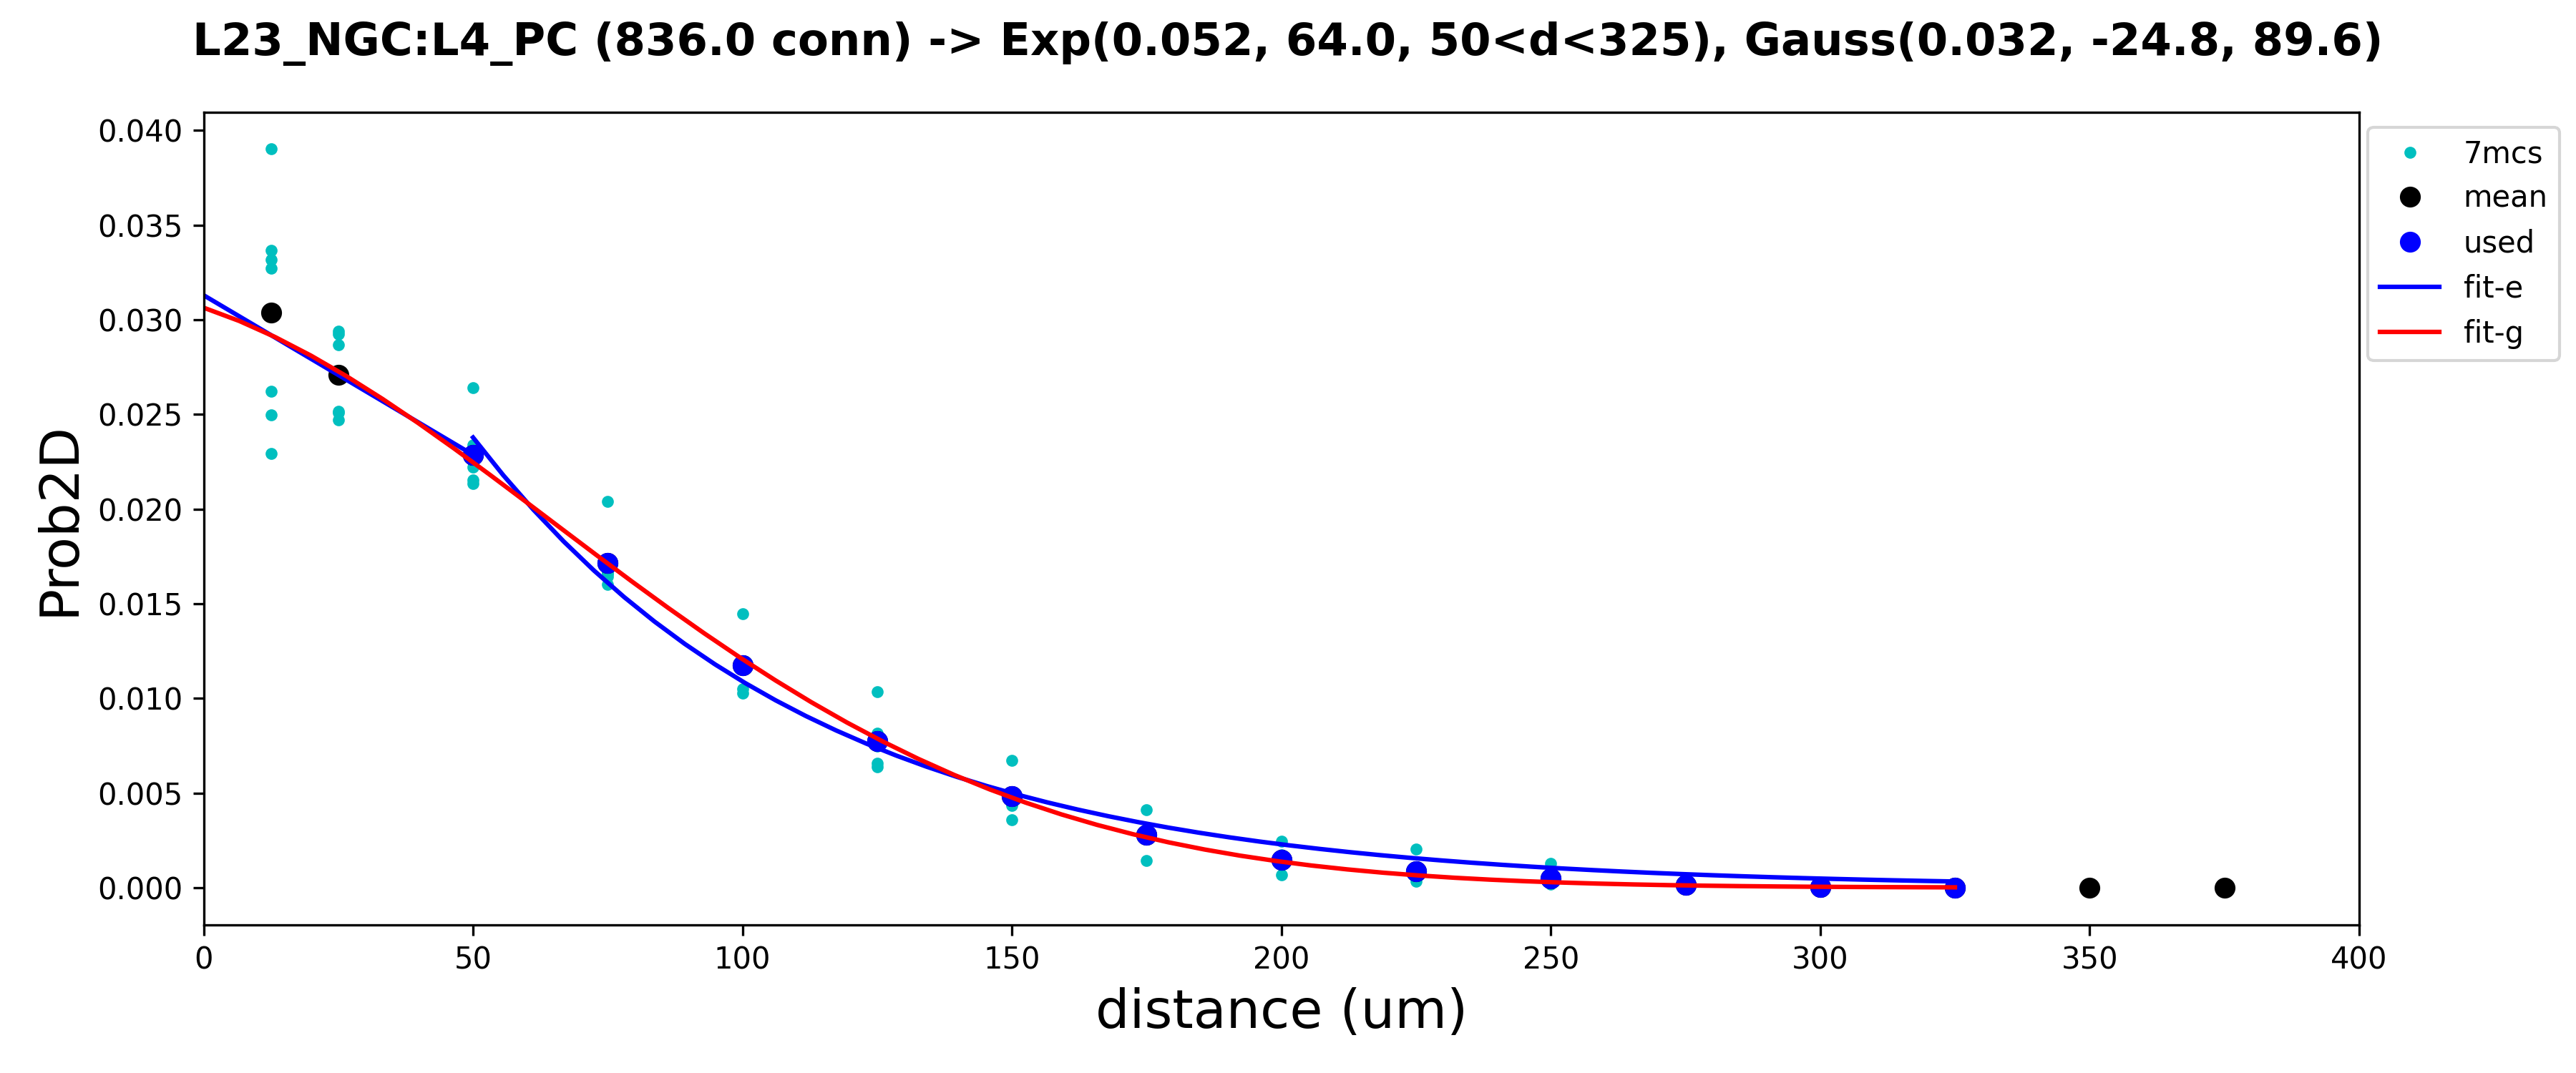 L23_NGC:L4_PC (836.0 conn) -> Exp(0.052, 64.0, 50<d<325), Gauss(0.032, -24.8, 89.6)
0.040
0.035
0.030
0.025
0.020
0.015
0.010
0.005
0.000
Prob2D
0 50 100 150 200 250 300 350 400
distance (um)
7mcs
mean
used
fit-e
fit-g